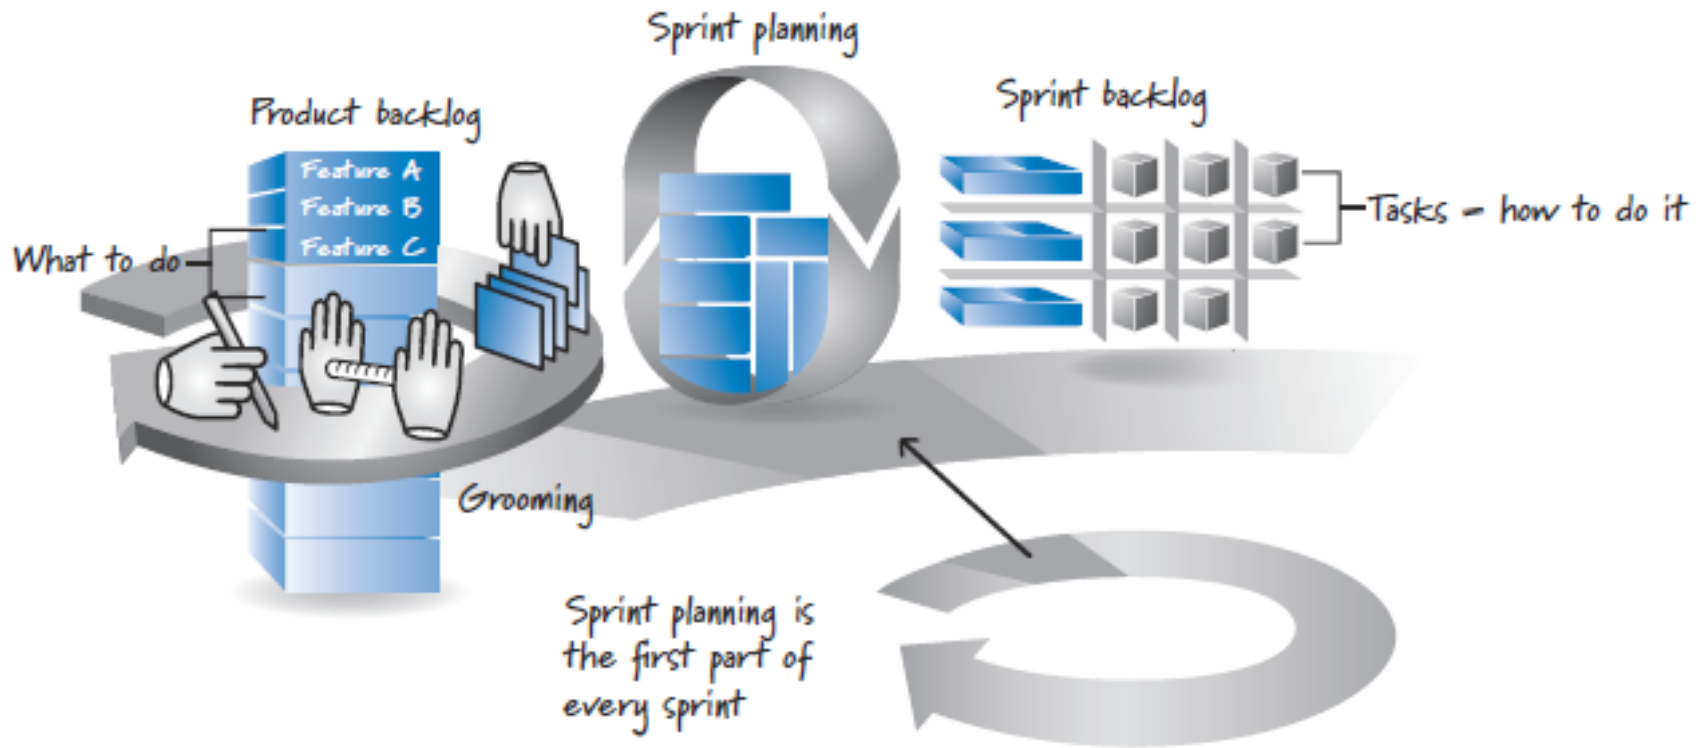 Sprint planning
Product backlog
Sprint backlog
Feature A
Feature B
Feature C
What to do
Tasks – how to do it
Grooming
Sprint planning is
the first part of
every sprint